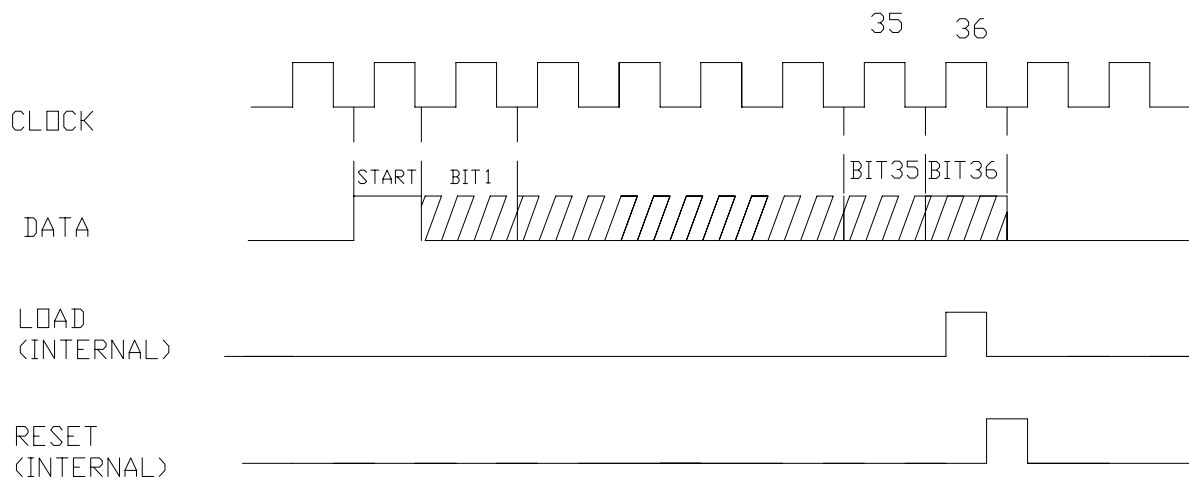 35 36
CLOCK
START BIT1 BIT35 BIT36
DATA
LOAD
(INTERNAL)
RESET
(INTERNAL)